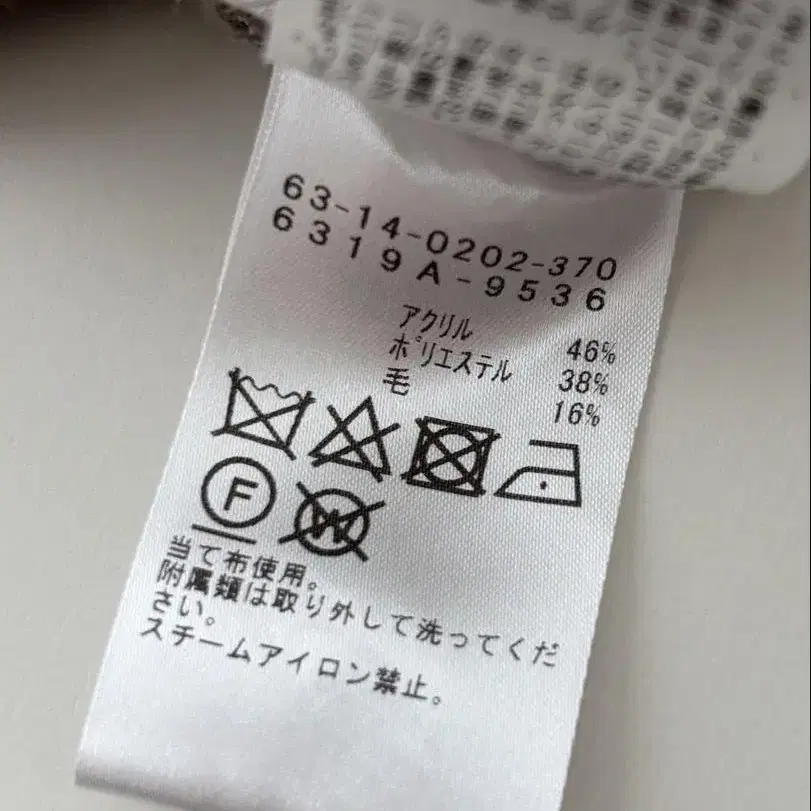 63-14-0202-370
6319A-9536
アクリル 46%
ポリエステル 38%
毛 16%
F
W
当て布使用。
附属類は取り外して洗ってくだ
さい。
スチームアイロン禁止。